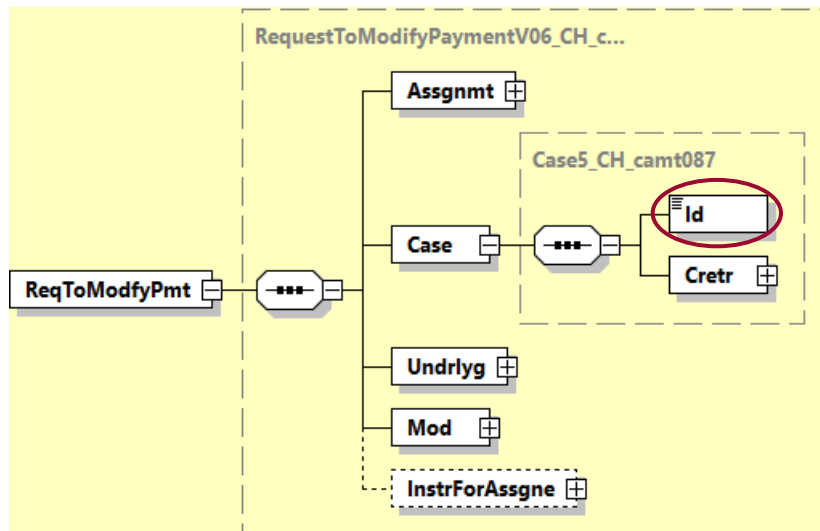 RequestToModifyPaymentV06_CH_c...
Assgnmt
Case5_CH_camt087
Id
Case
Cretr
ReqToModfyPmt
Undrlyg
Mod
InstrForAssgne